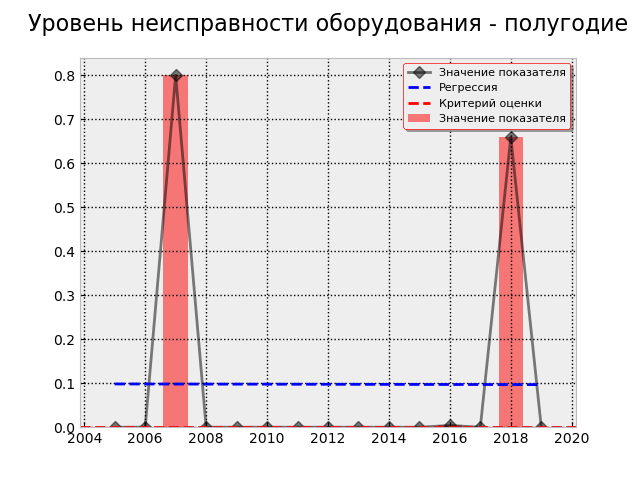 Уровень неисправности оборудования - полугодие
Значение показателя
Регрессия
Критерий оценки
Значение показателя
0.8
0.7
0.6
0.5
0.4
0.3
0.2
0.1
0.0
2004 2006 2008 2010 2012 2014 2016 2018 2020